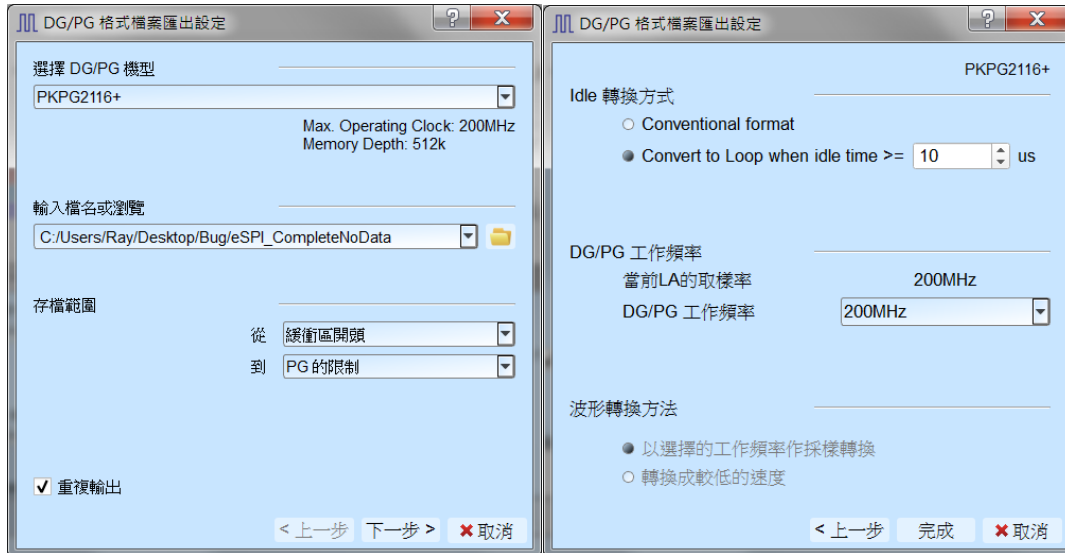 DG/PG 格式檔案匯出設定
選擇 DG/PG 機型
PKPG2116+
Max. Operating Clock: 200MHz
Memory Depth: 512k
輸入檔名或瀏覽
C:/Users/Ray/Desktop/Bug/eSPI_CompleteNoData
存檔範圍
從 緩衝區開頭
到 PG 的限制
重複輸出
< 上一步 下一步 > 取消
DG/PG 格式檔案匯出設定
PKPG2116+
Idle 轉換方式
Conventional format
Convert to Loop when idle time >= 10 us
DG/PG 工作頻率
當前LA的取樣率 200MHz
DG/PG 工作頻率 200MHz
波形轉換方法
以選擇的工作頻率作採樣轉換
轉換成較低的速度
< 上一步 完成 取消